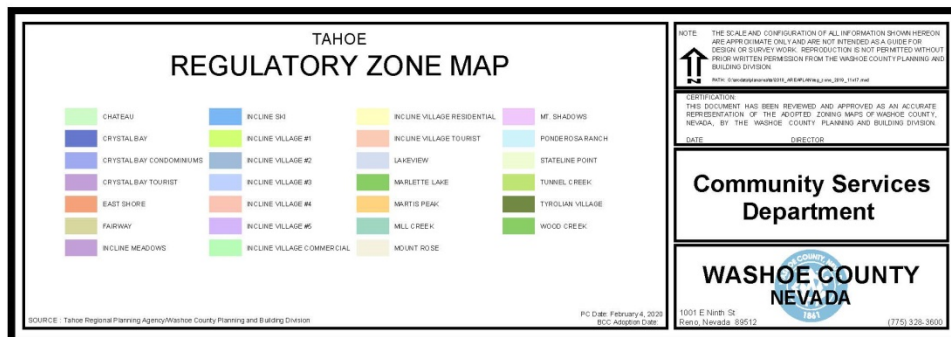 TAHOE
REGULATORY ZONE MAP
CHATEAU
CRYSTAL BAY
CRYSTAL BAY CONDOMINIUMS
CRYSTAL BAY TOURIST
EAST SHORE
FAIRWAY
INCLINE MEADOWS
INCLINE SKI
INCLINE VILLAGE #1
INCLINE VILLAGE #2
INCLINE VILLAGE #3
INCLINE VILLAGE #4
INCLINE VILLAGE #5
INCLINE VILLAGE COMMERCIAL
INCLINE VILLAGE RESIDENTIAL
INCLINE VILLAGE TOURIST
LAKEVIEW
MARLETTE LAKE
MARTIS PEAK
MILL CREEK
MOUNT ROSE
MT. SHADOWS
PONDEROSA RANCH
STATELINE POINT
TUNNEL CREEK
TYROLIAN VILLAGE
WOOD CREEK
SOURCE : Tahoe Regional Planning Agency/Washoe County Planning and Building Division
PC Date: February 4, 2020
BCC Adoption Date:
NOTE: THE SCALE AND CONFIGURATION OF ALL INFORMATION SHOWN HEREON
ARE APPROXIMATE ONLY AND ARE NOT INTENDED AS A GUIDE FOR
DESIGN OR SURVEY WORK. REPRODUCTION IS NOT PERMITTED WITHOUT
PRIOR WRITTEN PERMISSION FROM THE WASHOE COUNTY PLANNING AND
BUILDING DIVISION.
N
PATH:
CERTIFICATION:
THIS DOCUMENT HAS BEEN REVIEWED AND APPROVED AS AN ACCURATE
REPRESENTATION OF THE ADOPTED ZONING MAPS OF WASHOE COUNTY,
NEVADA, BY THE WASHOE COUNTY PLANNING AND BUILDING DIVISION.
DATE DIRECTOR
Community Services
Department
WASHOE COUNTY
NEVADA
1861
1001 E Ninth St
Reno, Nevada 89512
(775) 328-3600